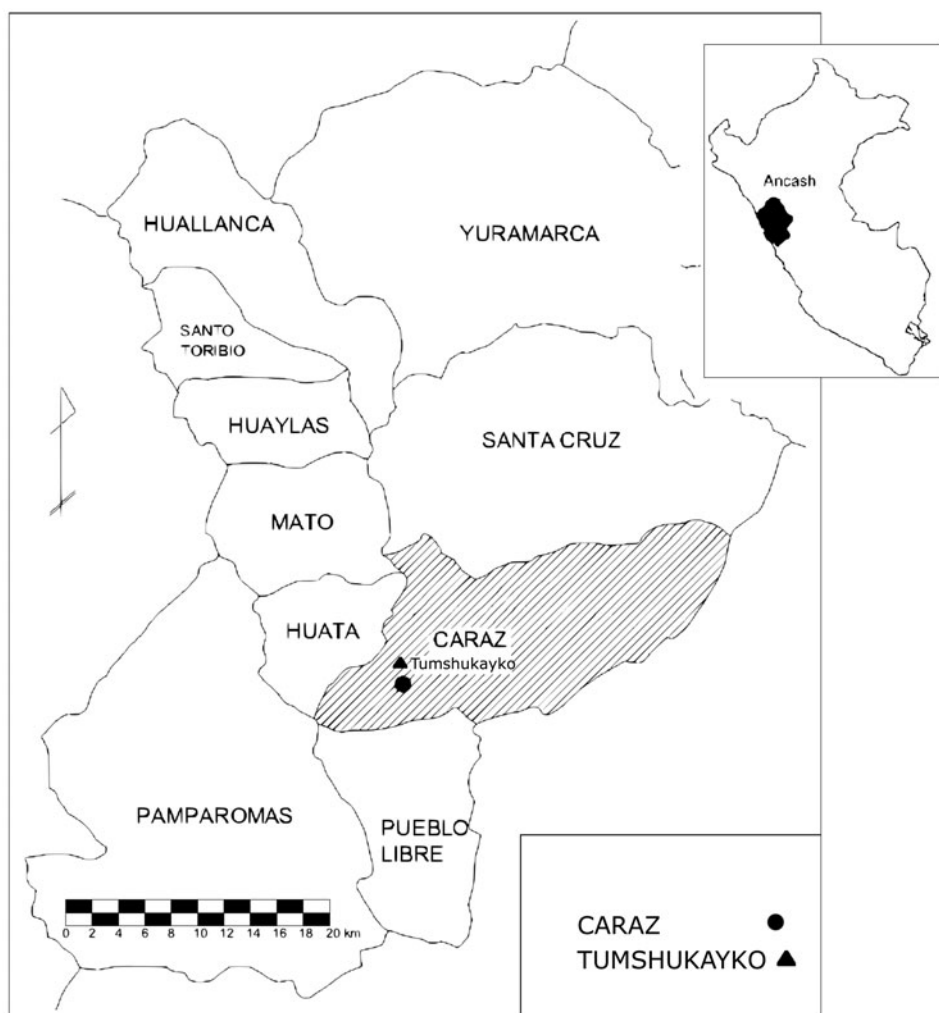 Ancash
HUALLANCA
YURAMARCA
SANTO
TORIBIO
HUAYLAS
SANTA CRUZ
MATO
HUATA
CARAZ
Tumshukayko
PAMPAROMAS
PUEBLO
LIBRE
0 2 4 6 8 10 12 14 16 18 20 km
CARAZ
TUMSHUKAYKO